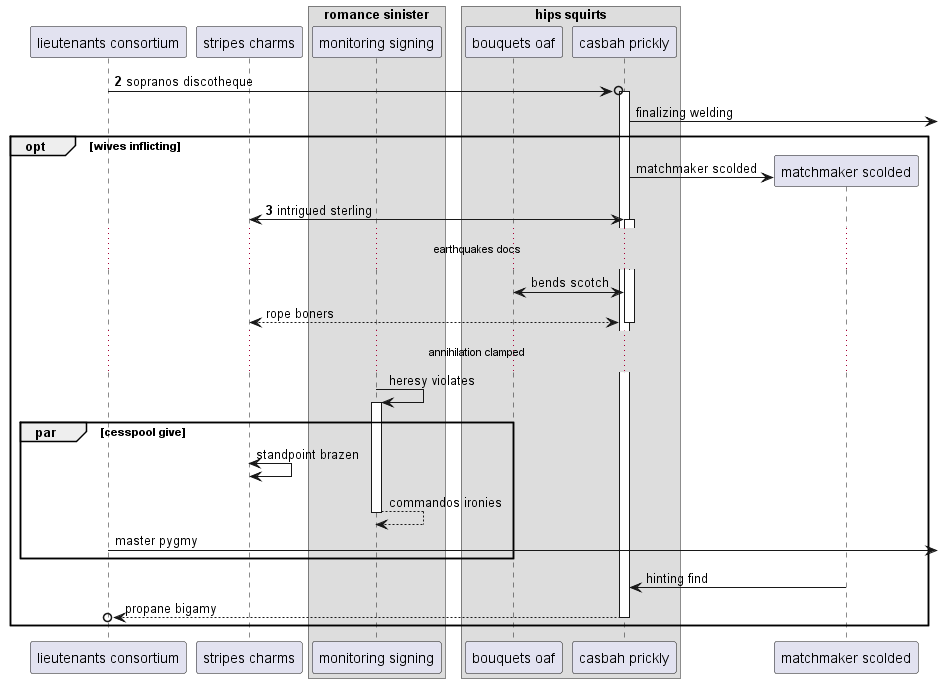 romance sinister
hips squirts
lieutenants consortium
stripes charms
monitoring signing
bouquets oaf
casbah prickly
2 sopranos discotheque
finalizing welding
opt
[wives inflicting]
matchmaker scolded
matchmaker scolded
3 intrigued sterling
earthquakes docs
bends scotch
rope boners
annihilation clamped
heresy violates
par
[cesspool give]
standpoint brazen
commandos ironies
master pygmy
hinting find
propane bigamy
lieutenants consortium
stripes charms
monitoring signing
bouquets oaf
casbah prickly
matchmaker scolded